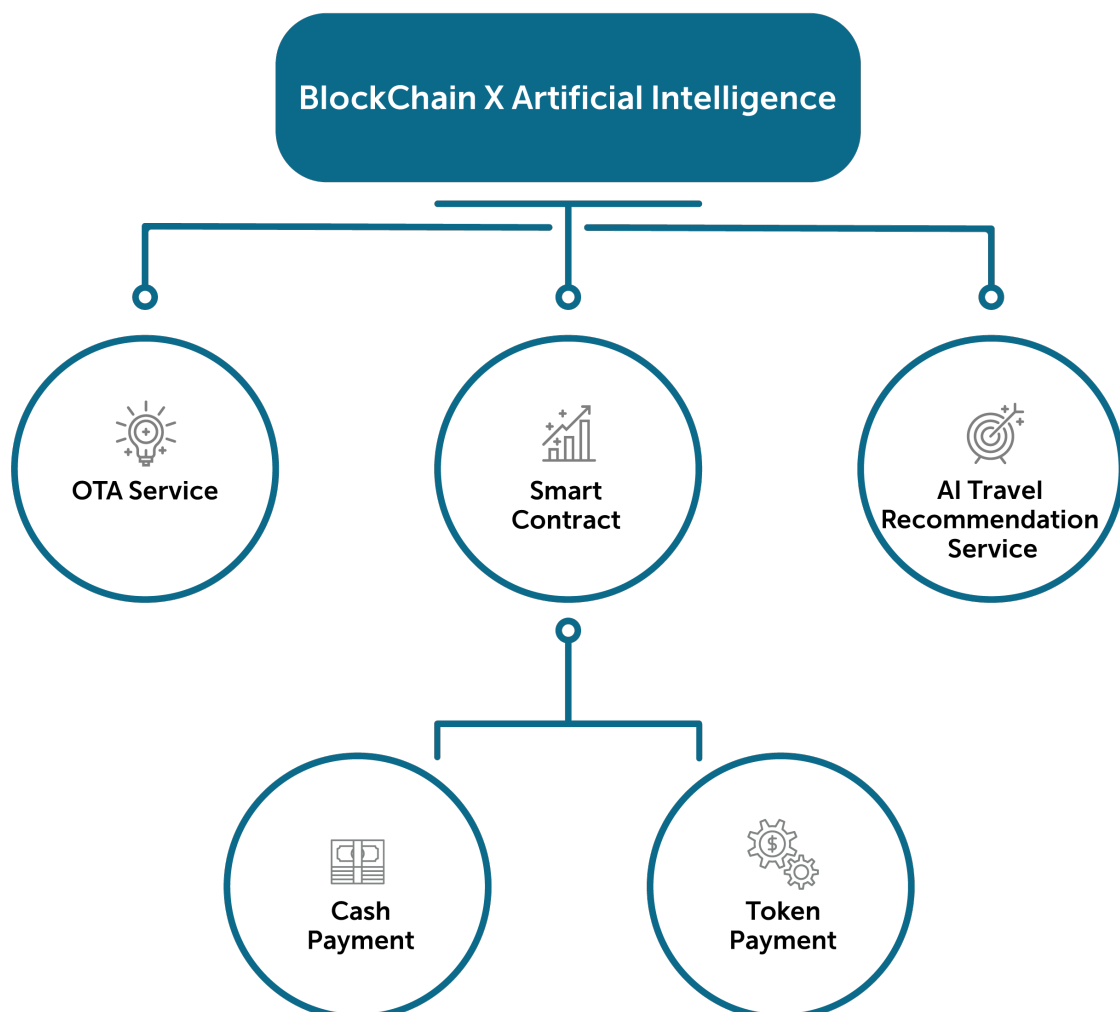 BlockChain X Artificial Intelligence
OTA Service
Smart
Contract
AI Travel
Recommendation
Service
Cash
Payment
Token
Payment